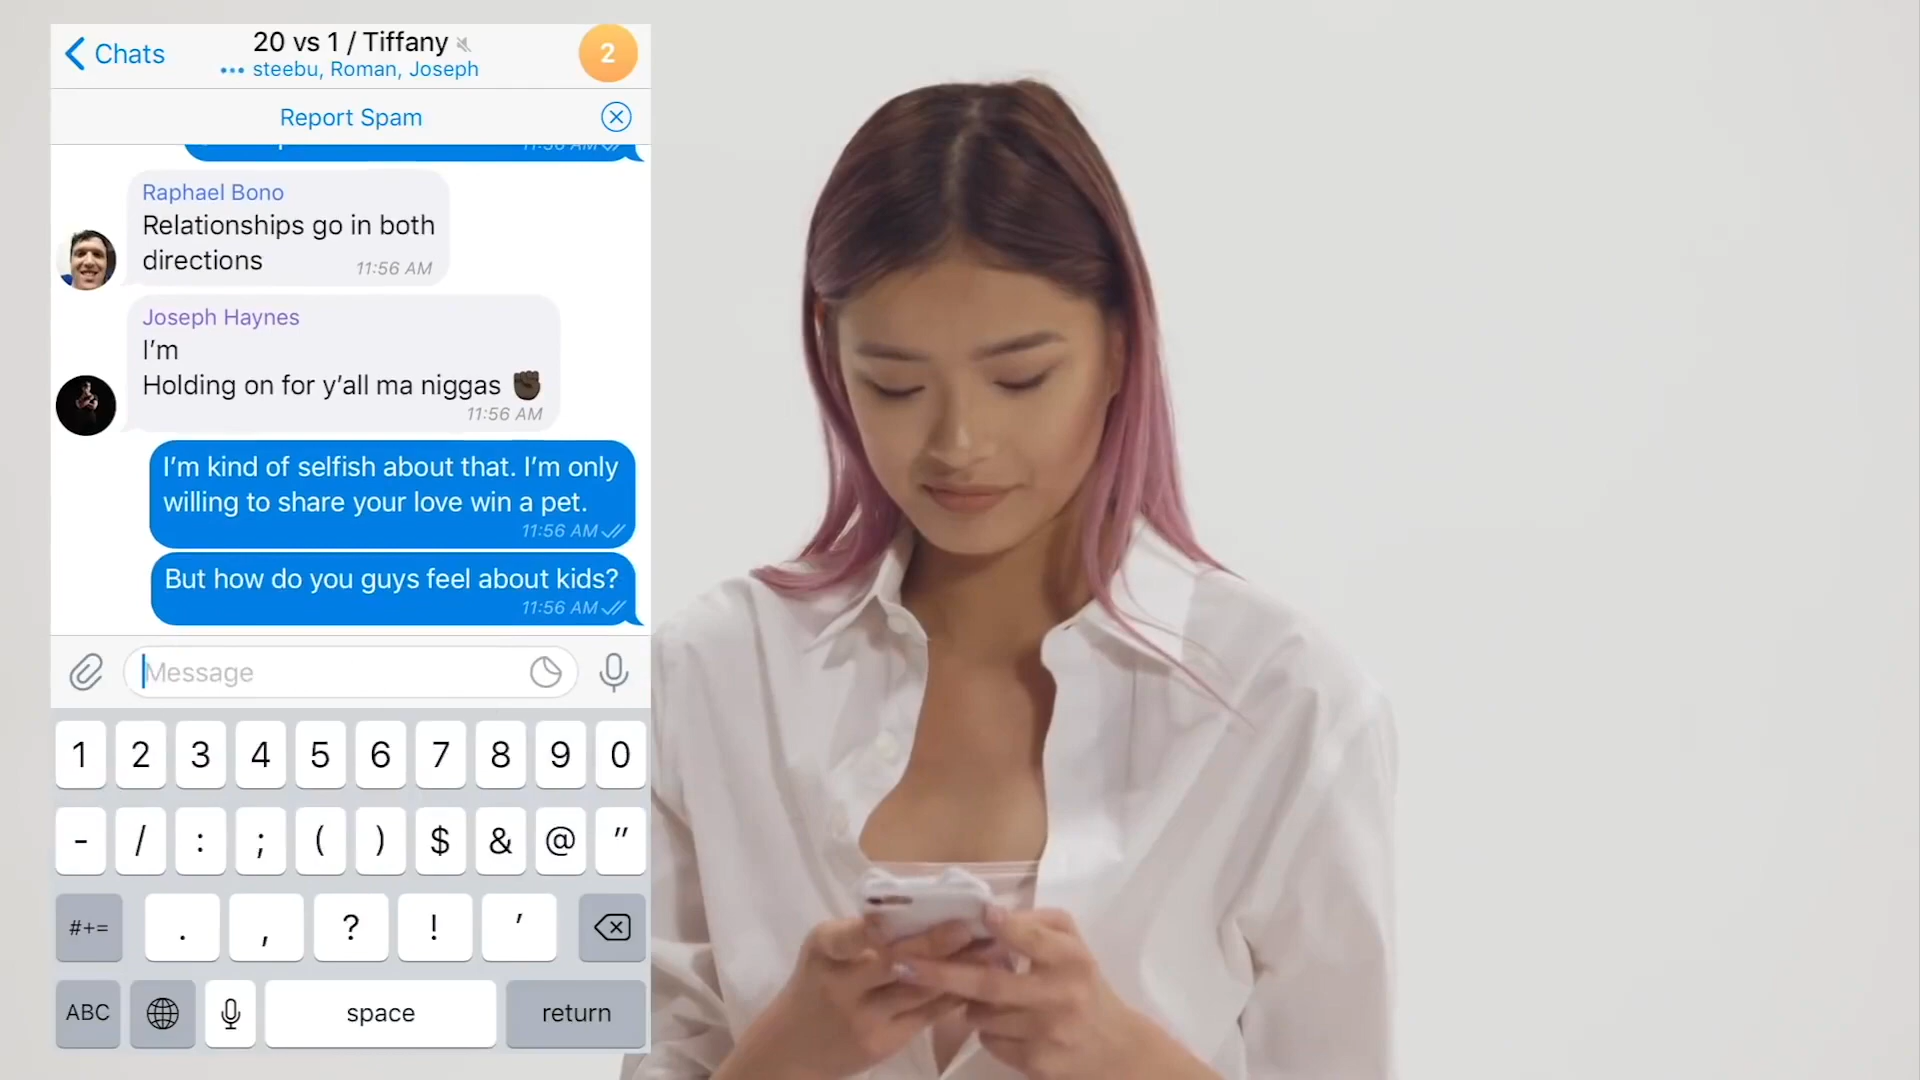 Chats
20 vs 1 / Tiffany
2
steebu, Roman, Joseph
Report Spam
11:56 AM
Raphael Bono
Relationships go in both
directions
11:56 AM
Joseph Haynes
I'm
Holding on for y'all ma niggas
11:56 AM
I'm kind of selfish about that. I'm only
willing to share your love win a pet.
11:56 AM
But how do you guys feel about kids?
11:56 AM
Message
1 2 3 4 5 6 7 8 9 0
- / : ; ( ) $ & @ "
#+= . , ? ! '
ABC space return